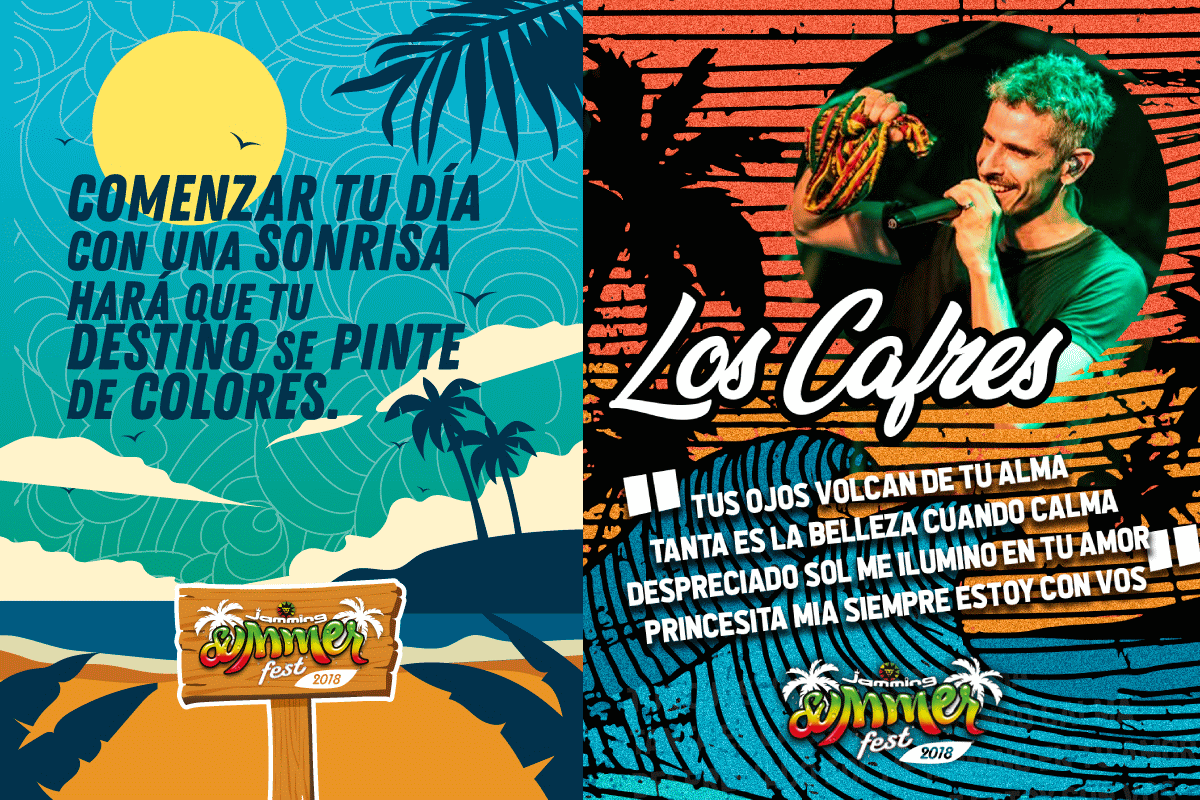 COMENZAR TU DÍA
CON UNA SONRISA
HARÁ QUE TU
DESTINO SE PINTE
DE COLORES.
jamming
Summer
fest
2018
Los Cafres
"TUS OJOS VOLCAN DE TU ALMA
TANTA ES LA BELLEZA CUANDO CALMA
DESPRECIADO SOL ME ILUMINO EN TU AMOR
PRINCESITA MIA SIEMPRE ESTOY CON VOS"
jamming
Summer
fest
2018